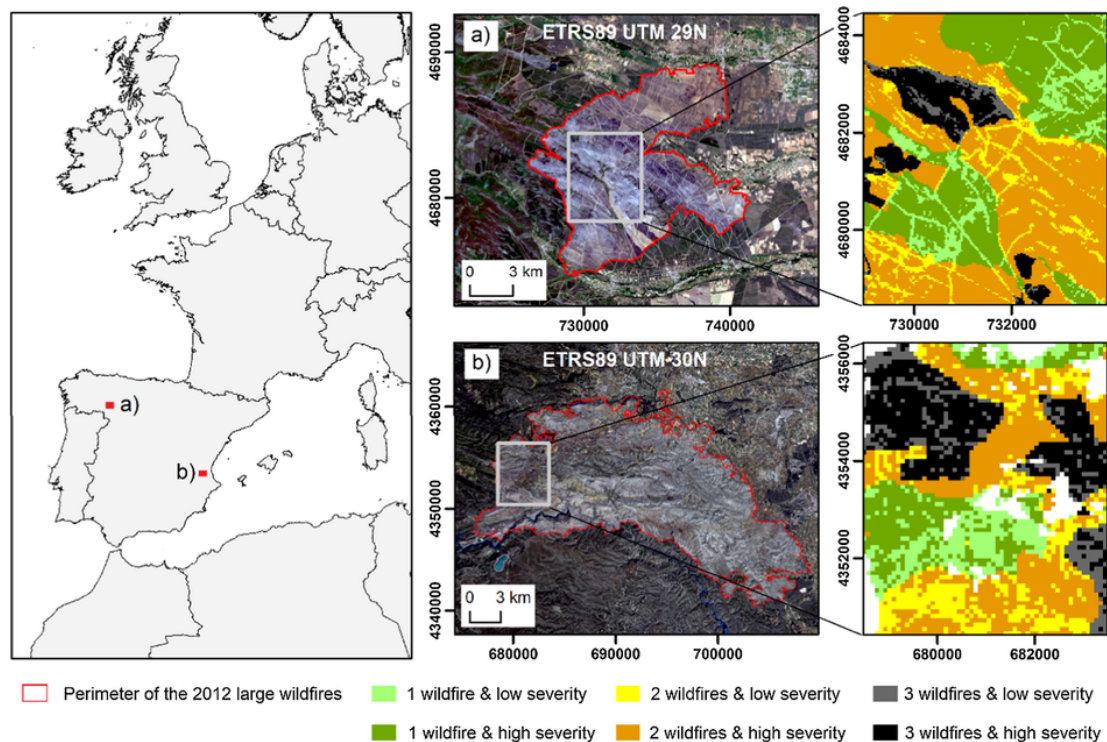 a)
b)
a)
ETRS89 UTM 29N
4690000
4680000
0 3 km
730000 740000
4684000
4682000
4680000
730000 732000
b)
ETRS89 UTM 30N
4360000
4350000
4340000
0 3 km
680000 690000 700000
4356000
4354000
4352000
680000 682000
Perimeter of the 2012 large wildfires
1 wildfire & low severity
2 wildfires & low severity
3 wildfires & low severity
1 wildfire & high severity
2 wildfires & high severity
3 wildfires & high severity